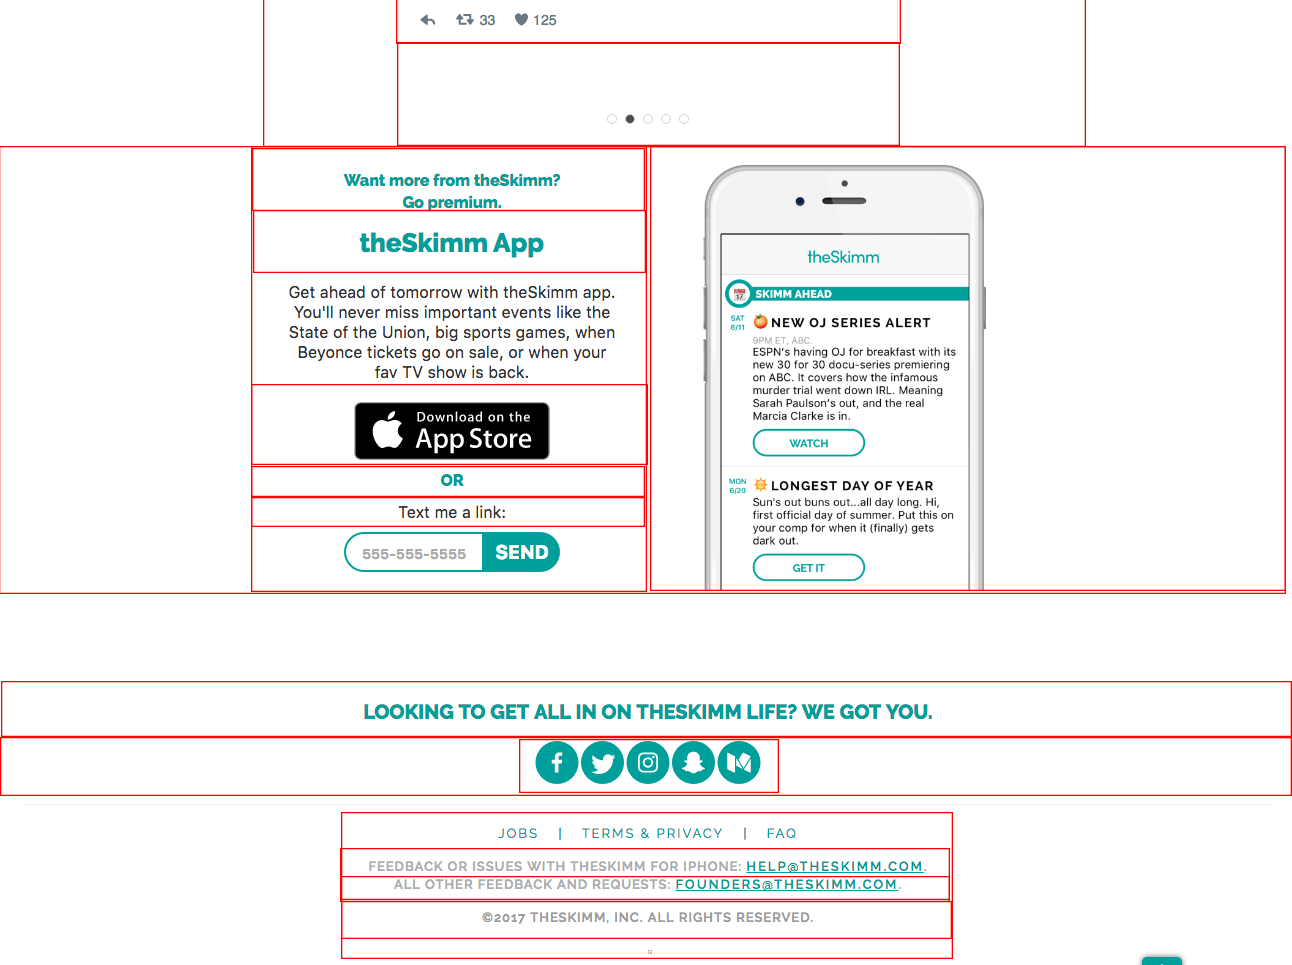 33 125
Want more from theSkimm?
Go premium.
theSkimm App
Get ahead of tomorrow with theSkimm app.
You'll never miss important events like the
State of the Union, big sports games, when
Beyonce tickets go on sale, or when your
fav TV show is back.
Download on the
App Store
OR
Text me a link:
555-555-5555 SEND
theSkimm
17 SKIMM AHEAD
SAT
6/11
NEW OJ SERIES ALERT
9PM ET, ABC.
ESPN's having OJ for breakfast with its
new 30 for 30 docu-series premiering
on ABC. It covers how the infamous
murder trial went down IRL. Meaning
Sarah Paulson's out, and the real
Marcia Clarke is in.
WATCH
MON
6/20
LONGEST DAY OF YEAR
Sun's out buns out...all day long. Hi,
first official day of summer. Put this on
your comp for when it (finally) gets
dark out.
GET IT
LOOKING TO GET ALL IN ON THESKIMM LIFE? WE GOT YOU.
JOBS | TERMS & PRIVACY | FAQ
FEEDBACK OR ISSUES WITH THESKIMM FOR IPHONE: HELP@THESKIMM.COM.
ALL OTHER FEEDBACK AND REQUESTS: FOUNDERS@THESKIMM.COM.
©2017 THESKIMM, INC. ALL RIGHTS RESERVED.